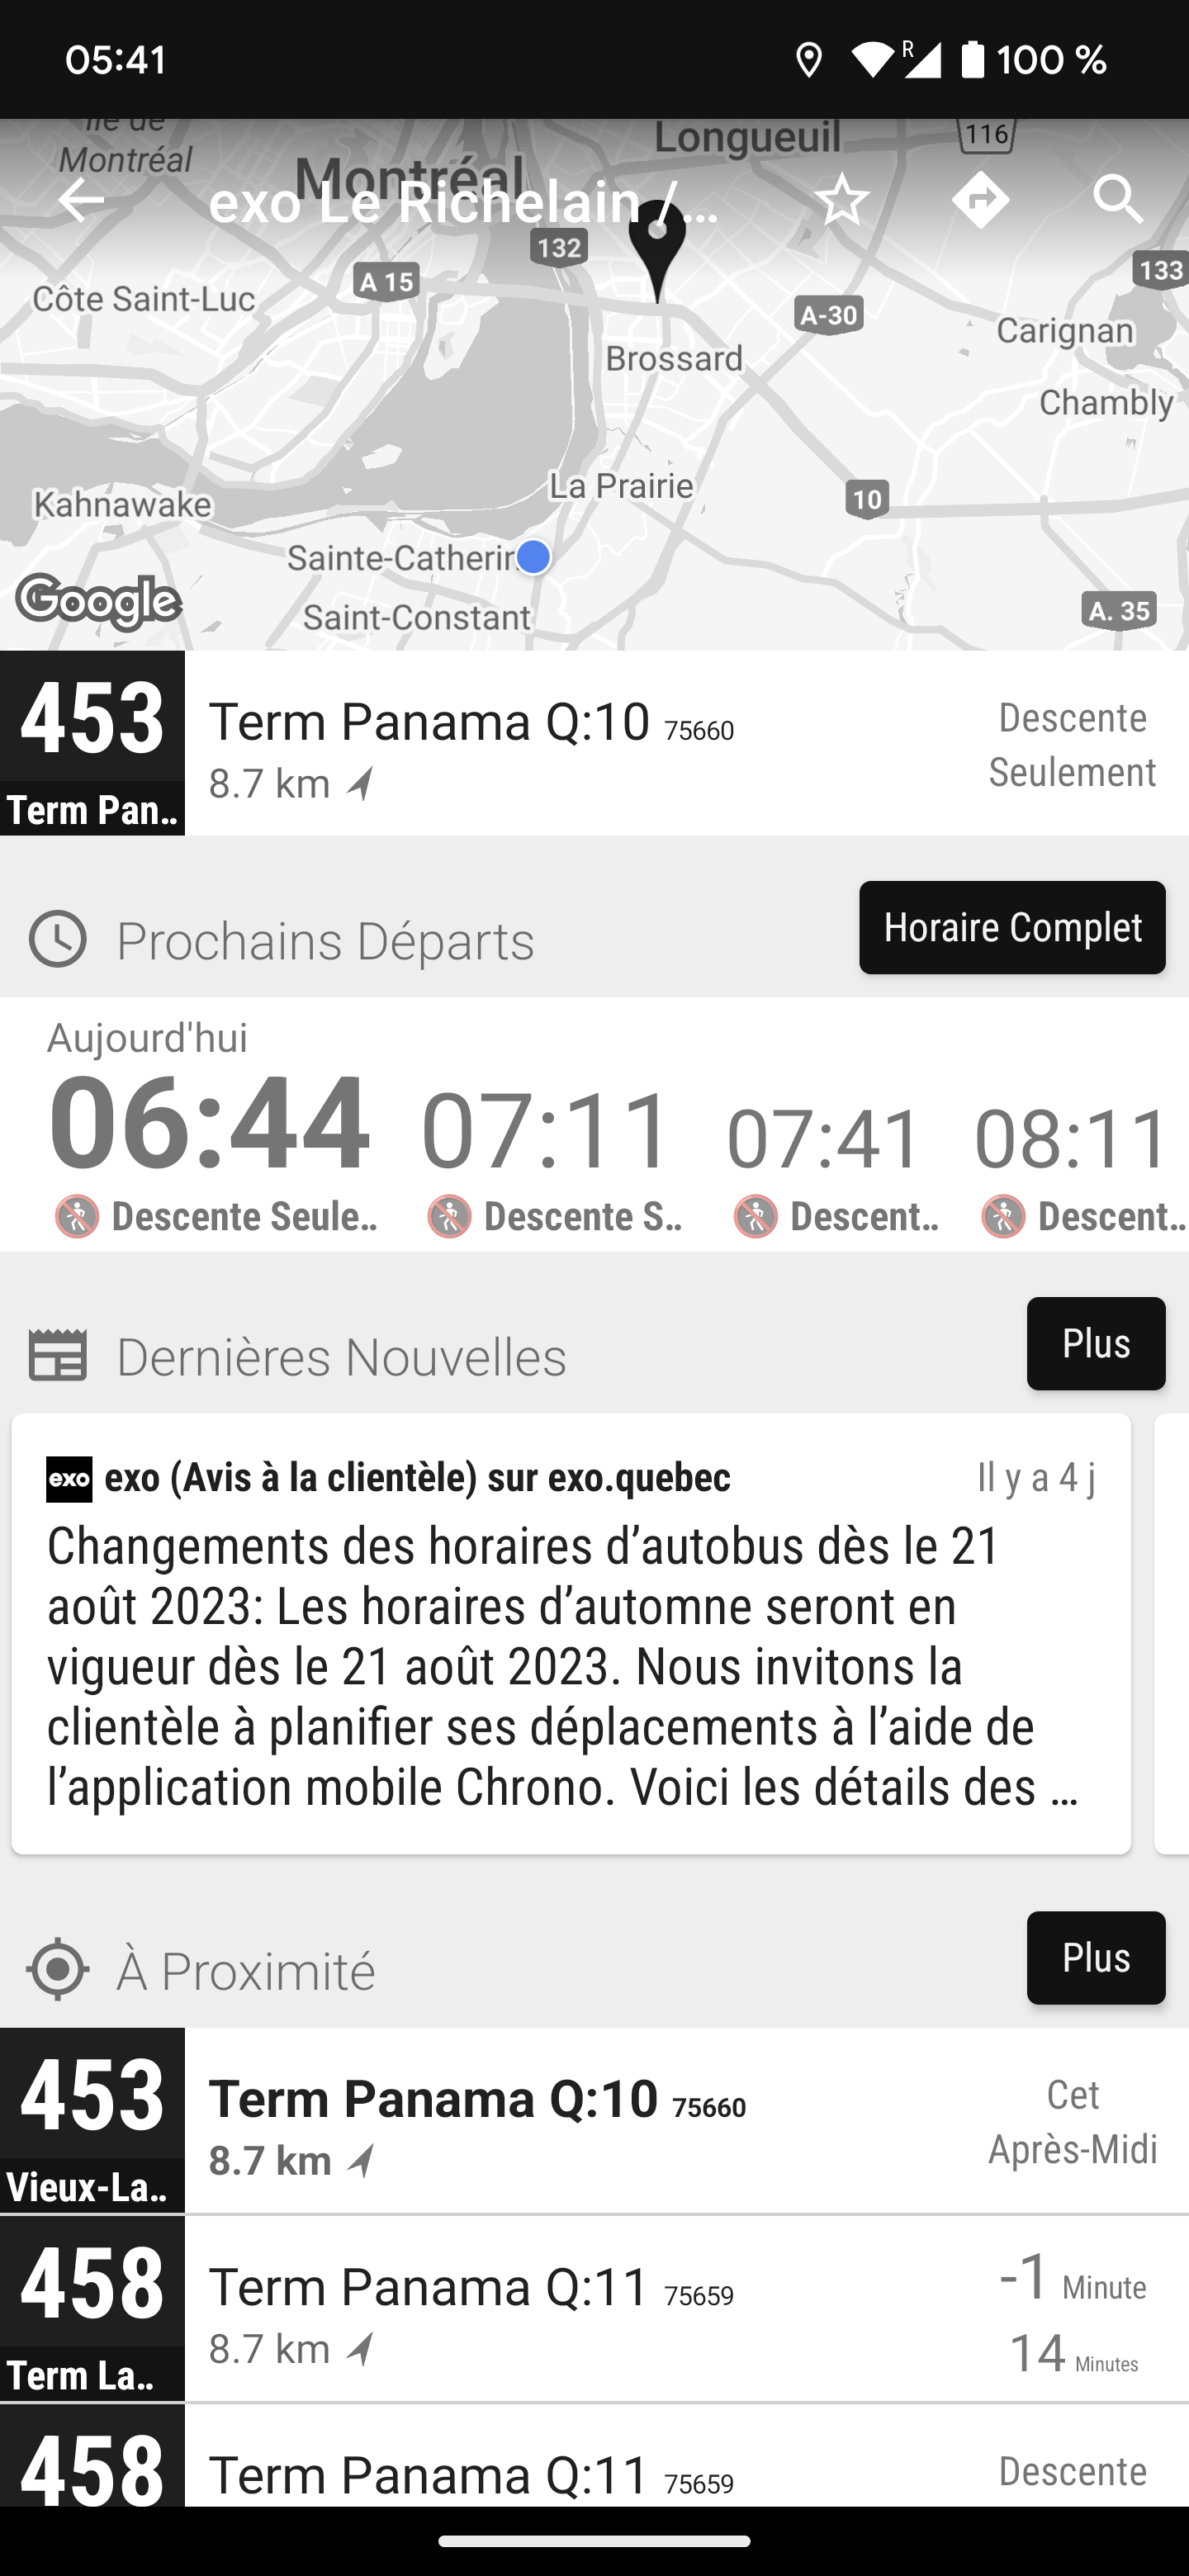 05:41
R
100 %
Île de
Montréal
Montréal
Longueuil
116
exo Le Richelain /...
132
A 15
133
Côte Saint-Luc
A-30
Carignan
Brossard
Chambly
La Prairie
10
Kahnawake
Sainte-Catherin
Google
Saint-Constant
A. 35
453
Term Pan..
Term Panama Q:10 75660
8.7 km
Descente
Seulement
Prochains Départs
Horaire Complet
Aujourd'hui
06:44 07:11 07:41 08:11
Descente Seule.. Descente S.. Descent.. Descent..
Dernières Nouvelles
Plus
exo exo (Avis à la clientèle) sur exo.quebec
Il y a 4 j
Changements des horaires d’autobus dès le 21
août 2023: Les horaires d’automne seront en
vigueur dès le 21 août 2023. Nous invitons la
clientèle à planifier ses déplacements à l’aide de
l’application mobile Chrono. Voici les détails des ...
À Proximité
Plus
453
Vieux-La..
Term Panama Q:10 75660
8.7 km
Cet
Après-Midi
458
Term La..
Term Panama Q:11 75659
8.7 km
-1 Minute
14 Minutes
458
Term Panama Q:11 75659
Descente